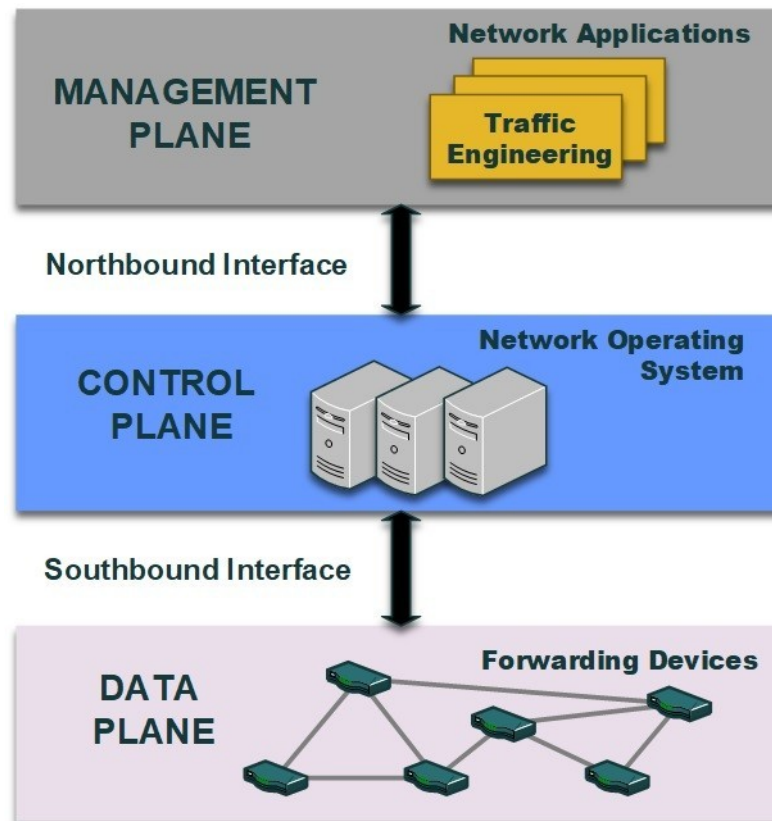 Network Applications
MANAGEMENT
PLANE
Traffic
Engineering
Northbound Interface
Network Operating
System
CONTROL
PLANE
Southbound Interface
Forwarding Devices
DATA
PLANE